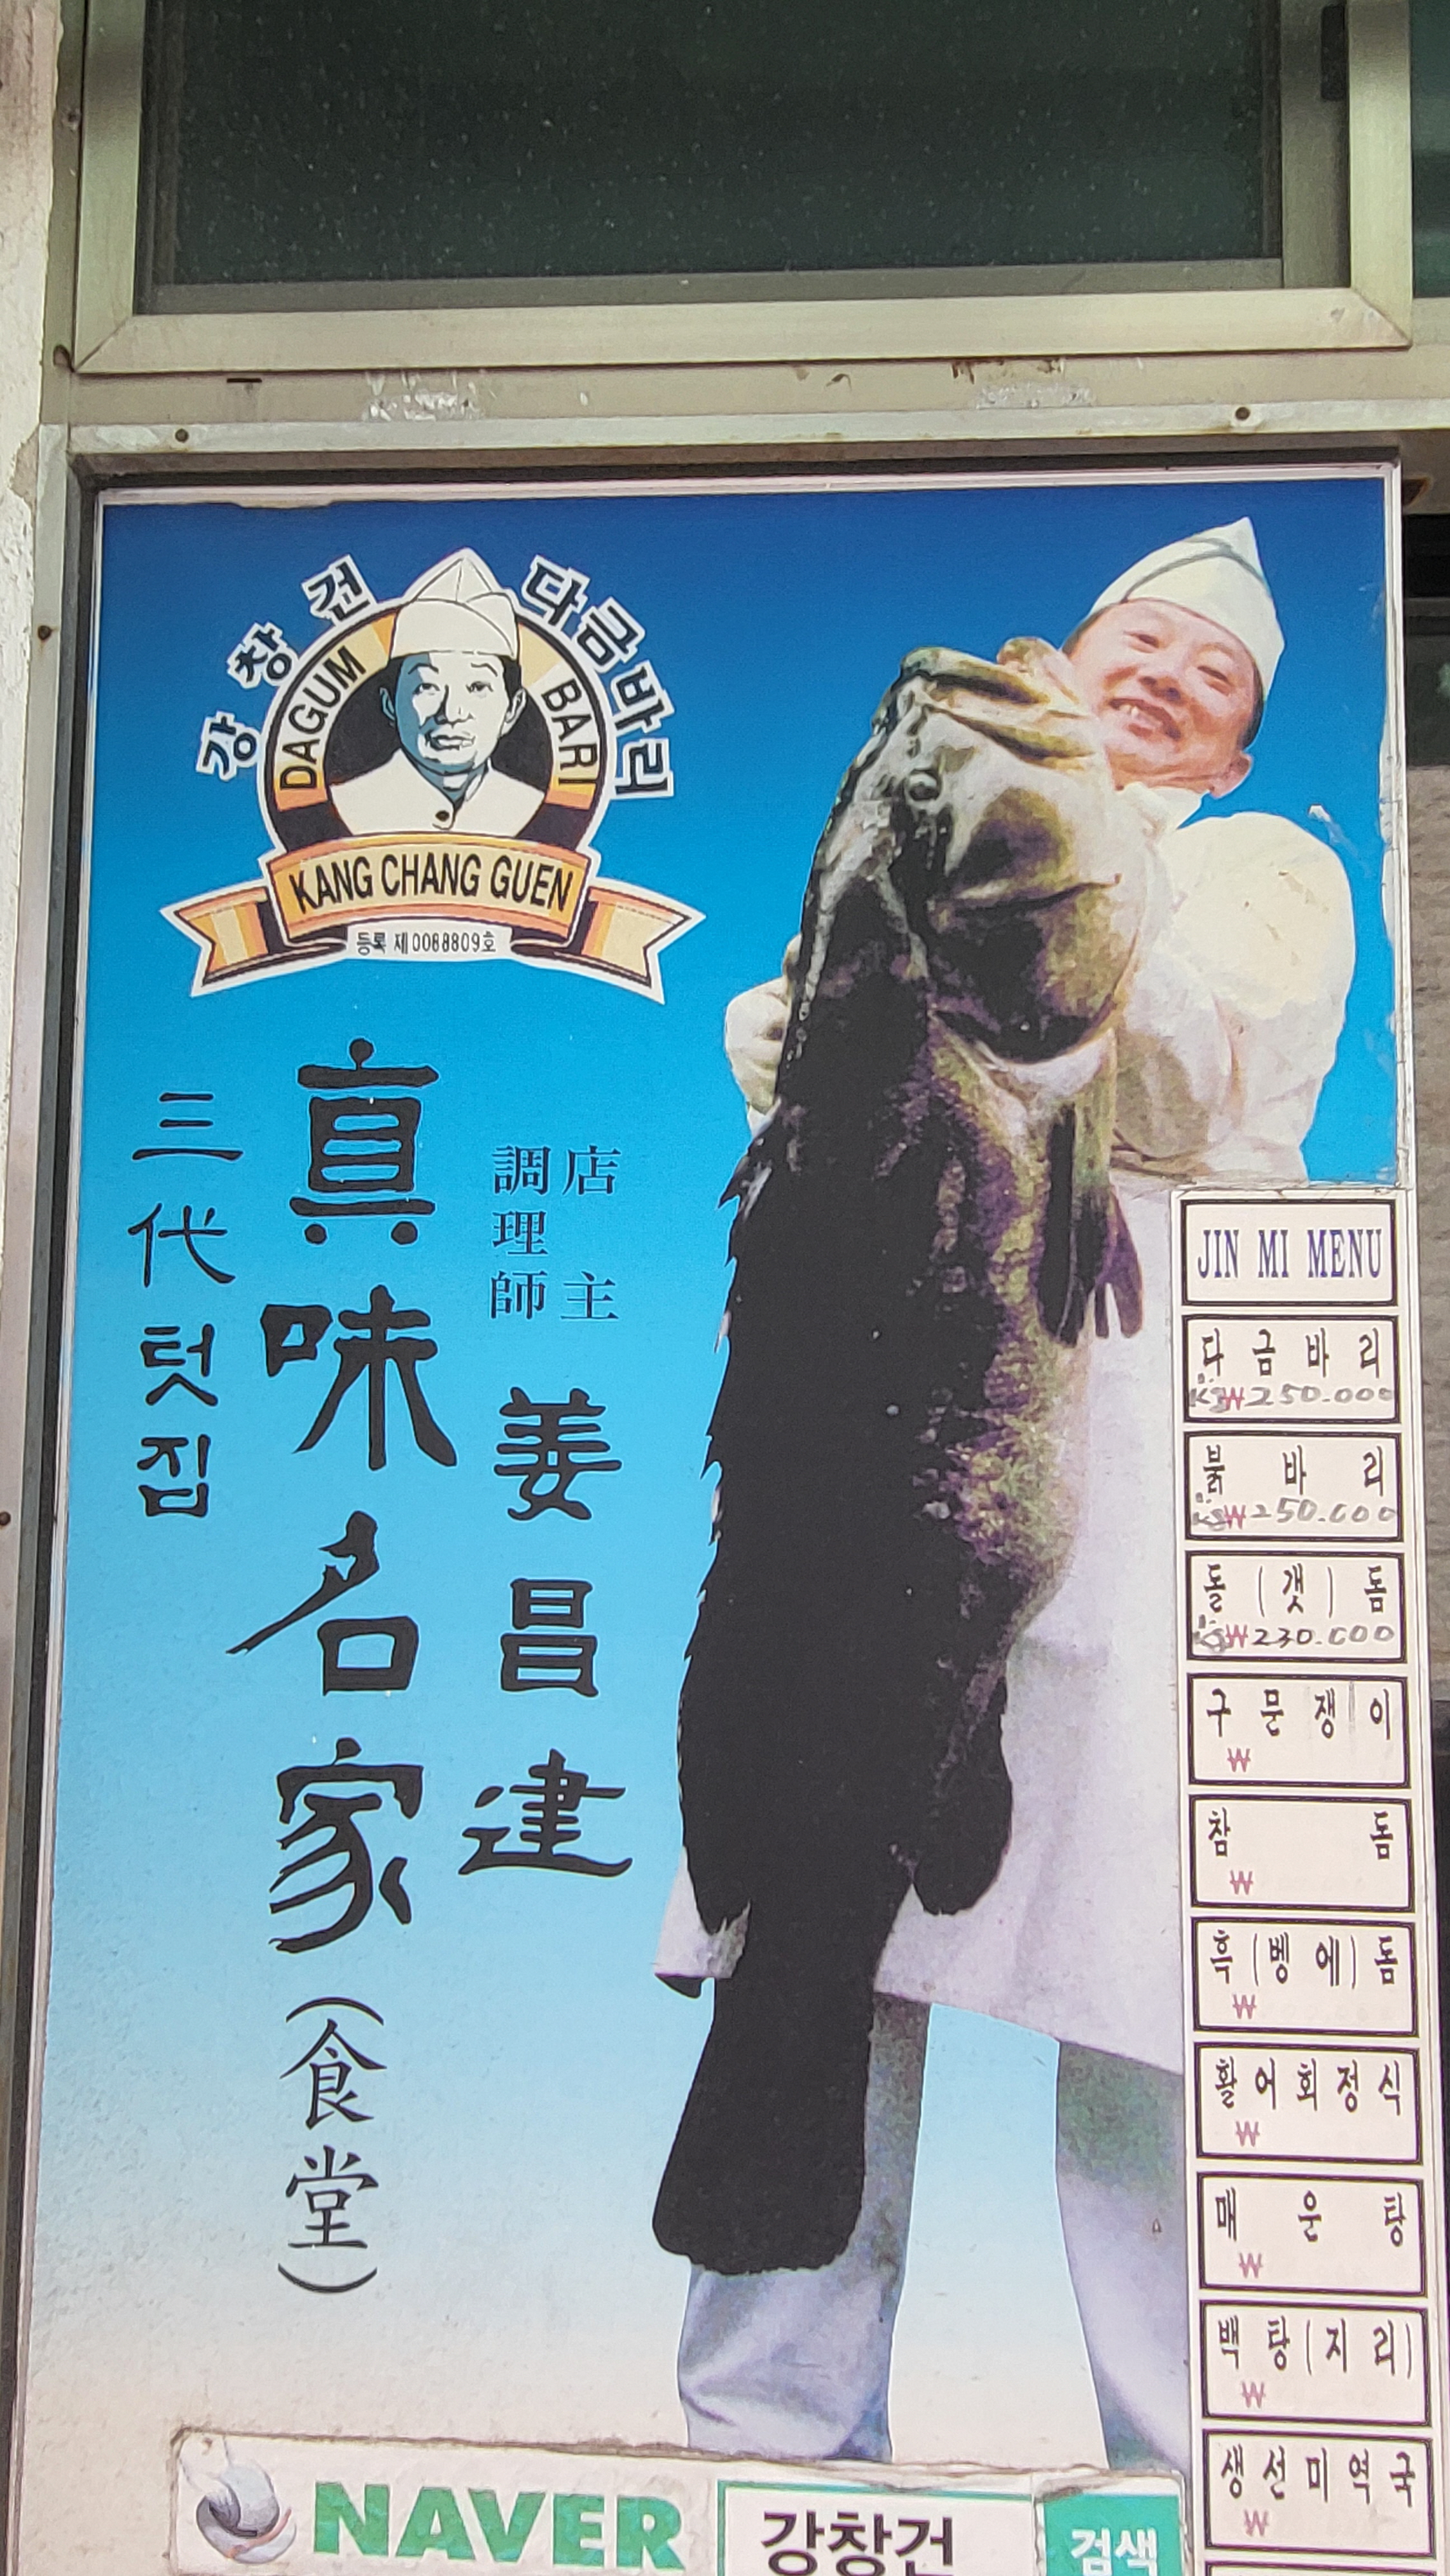 강창건 다금바리
DAGUM BARI
KANG CHANG GUEN
등록 제0088809호
三代텃집
眞味名家(食堂)
店主
調理師
姜昌建
JIN MI MENU
다금바리
kg₩250.000
붉바리
kg₩250.000
돌(갯)돔
kg₩230.000
구문쟁이
₩
참돔
₩
흑(벵에)돔
₩
활어회정식
₩
매운탕
₩
백탕(지리)
₩
생선미역국
₩
NAVER
강창건
검색